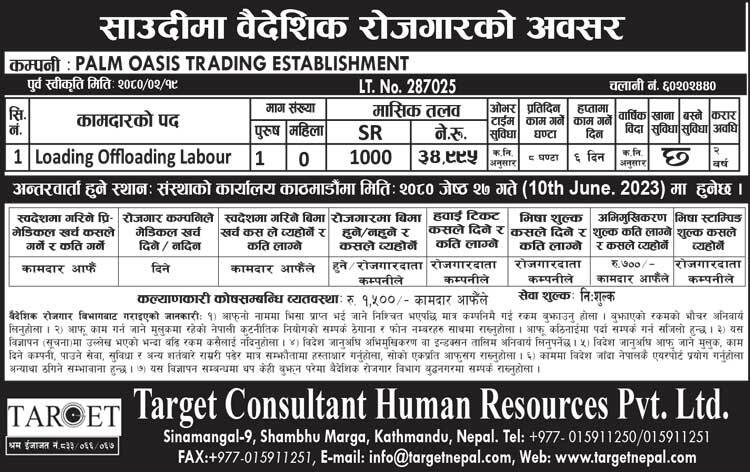 साउदीमा वैदेशिक रोजगारको अवसर
कम्पनी : PALM OASIS TRADING ESTABLISHMENT
पुर्व स्वीकृति मिति: २०८०/०२/१९ LT. No. 287025 चलानी नं. ६०२०२४४०
सि. नं. कामदारको पद माग संख्या पुरुष महिला मासिक तलव SR ने.रु. ओभर टाईम सुविधा प्रतिदिन काम गर्ने घण्टा हप्तामा काम गर्ने दिन वार्षिक विदा खाना सुविधा बस्ने सुविधा करार अवधि
1 Loading Offloading Labour 1 0 1000 ३४,९९५ क.नि. अनुसार ८ घण्टा ६ दिन क.नि. अनुसार छ २ वर्ष
अन्तरवार्ता हुने स्थान: संस्थाको कार्यालय काठमाडौंमा मिति: २०८० जेष्ठ २७ गते (10th June. 2023) मा हुनेछ ।
स्वदेशमा गरिने प्रि-मेडिकल खर्च कसले गर्ने र कति गर्ने रोजगार कम्पनिले मेडिकल खर्च दिने / नदिन स्वदेशमा गरिने बिमा खर्च कस ले व्यहोर्ने र कति लाग्ने रोजगारमा बिमा हुने/नहुने र कसले व्यहोर्ने हवाई टिकट कसले दिने र कति लाग्ने भिषा शुल्क कसले दिने र कति लाग्ने अभिमुखिकरण शुल्क कति लाग्ने र कसले व्यहोर्ने भिषा स्टाम्पिङ शुल्क कसले व्यहोर्ने
कामदार आफैं दिने कामदार आफैंले हुने/ रोजगारदाता कम्पनीले रोजगारदाता कम्पनीले रोजगारदाता कम्पनीले रु.७००/- कामदार आफैंले रोजगारदाता कम्पनीले
कल्याणकारी कोषसम्बन्धि व्यवस्थाः रु. १,५००/- कामदार आफैंले सेवा शुल्क: नि:शुल्क
वैदेशिक रोजगार विभागबाट गराइएको जानकारी: १) आफ्नो नाममा भिसा प्राप्त भई जाने निश्चित भएपछि मात्र कम्पनिमै गई रकम बुझाउनु होला । बुझाएको रकमको भौचर अनिवार्य
लिनुहोला । २) आफू काम गर्न जाने मुलुकमा रहेको नेपाली कुटनीतिक नियोगको सम्पर्क ठेगाना र फोन नम्बरहरु साथमा राख्नुहोला । आफू कठिनाईमा पर्दा सम्पर्क गर्न सजिलो हुन्छ । ३) यस
विज्ञापन (सूचना)मा उल्लेख भएको भन्दा बढि रकम कसैलाई नदिनुहोला । ४) विदेश जानुअघि अभिमुखिकरण वा इन्डक्सन तालिम अनिवार्य लिनुपर्नेछ । ५) विदेश जानुअघि आफू जाने मुलुक, काम
दिने कम्पनी, पाउने सेवा, सुविधा र अन्य शर्तबारे राम्ररी पढेर मात्र सम्झौतामा हस्ताक्षर गर्नुहोला, सोको एकप्रति आफूसग राख्नुहोला । ६) काममा विदेश जाँदा नेपालकै एयरपोर्ट प्रयोग गर्नुहोला
अन्यथा ठगिने सम्भावाना हुन्छ । ७) यस विज्ञापन सम्बन्धमा थप केही बुझ्न परेमा वैदेशिक रोजगार विभाग बुद्धनगरमा सम्पर्क राख्नुहोला ।
TARGET
श्रम ईजाजत नं.८३३/०६६/०६७
Target Consultant Human Resources Pvt. Ltd.
Sinamangal-9, Shambhu Marga, Kathmandu, Nepal. Tel: +977- 015911250/015911251
FAX:+977-015911251, E-mail: info@targetnepal.com, Web: www.targetnepal.com